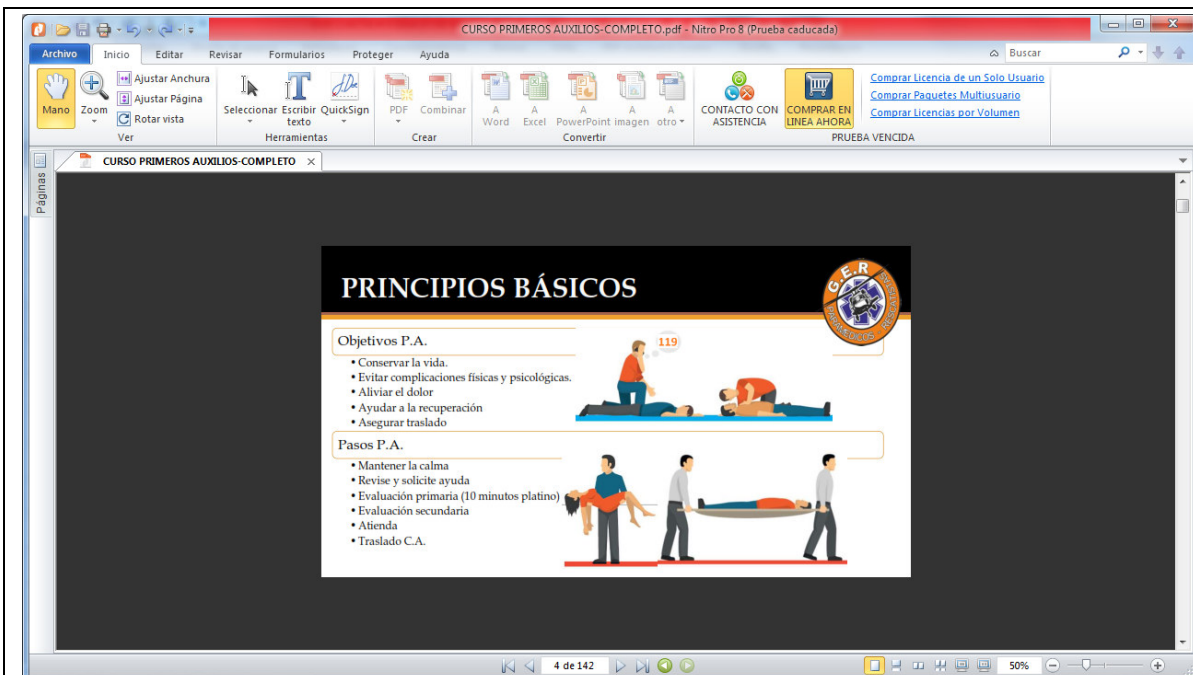 CURSO PRIMEROS AUXILIOS-COMPLETO.pdf - Nitro Pro 8 (Prueba caducada)
Archivo Inicio Editar Revisar Formularios Proteger Ayuda Buscar
Mano
Zoom
Ajustar Anchura
Ajustar Página
Rotar vista
Ver
Seleccionar
Escribir texto
QuickSign
Herramientas
PDF
Combinar
Crear
A Word
A Excel
A PowerPoint
A imagen
A otro
Convertir
CONTACTO CON ASISTENCIA
COMPRAR EN LINEA AHORA
Comprar Licencia de un Solo Usuario
Comprar Paquetes Multiusuario
Comprar Licencias por Volumen
PRUEBA VENCIDA
CURSO PRIMEROS AUXILIOS-COMPLETO
Páginas
PRINCIPIOS BÁSICOS
G.E.R
PARAMEDICOS - RESCATISTAS
Objetivos P.A.
119
• Conservar la vida.
• Evitar complicaciones físicas y psicológicas.
• Aliviar el dolor
• Ayudar a la recuperación
• Asegurar traslado
Pasos P.A.
• Mantener la calma
• Revise y solicite ayuda
• Evaluación primaria (10 minutos platino)
• Evaluación secundaria
• Atienda
• Traslado C.A.
4 de 142
50%